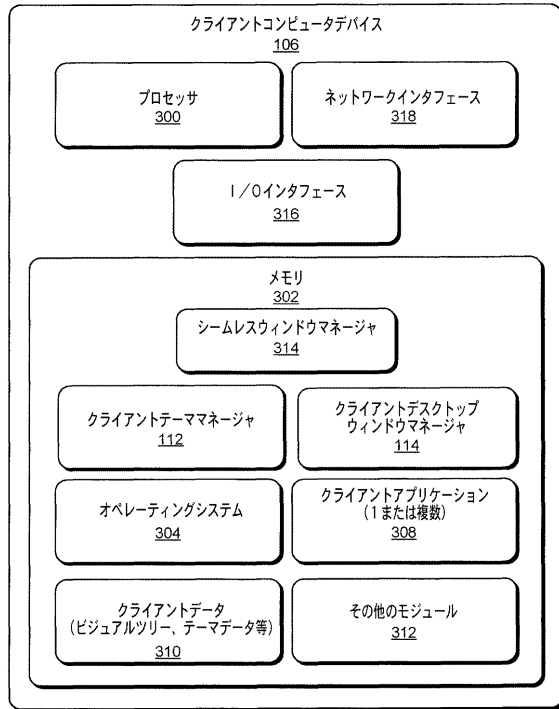 クライアントコンピュータデバイス
106
プロセッサ
300
ネットワークインタフェース
318
I/Oインタフェース
316
メモリ
302
シームレスウィンドウマネージャ
314
クライアントテーママネージャ
112
クライアントデスクトップ
ウィンドウマネージャ
114
オペレーティングシステム
304
クライアントアプリケーション
(1または複数)
308
クライアントデータ
(ビジュアルツリー、テーマデータ等)
310
その他のモジュール
312